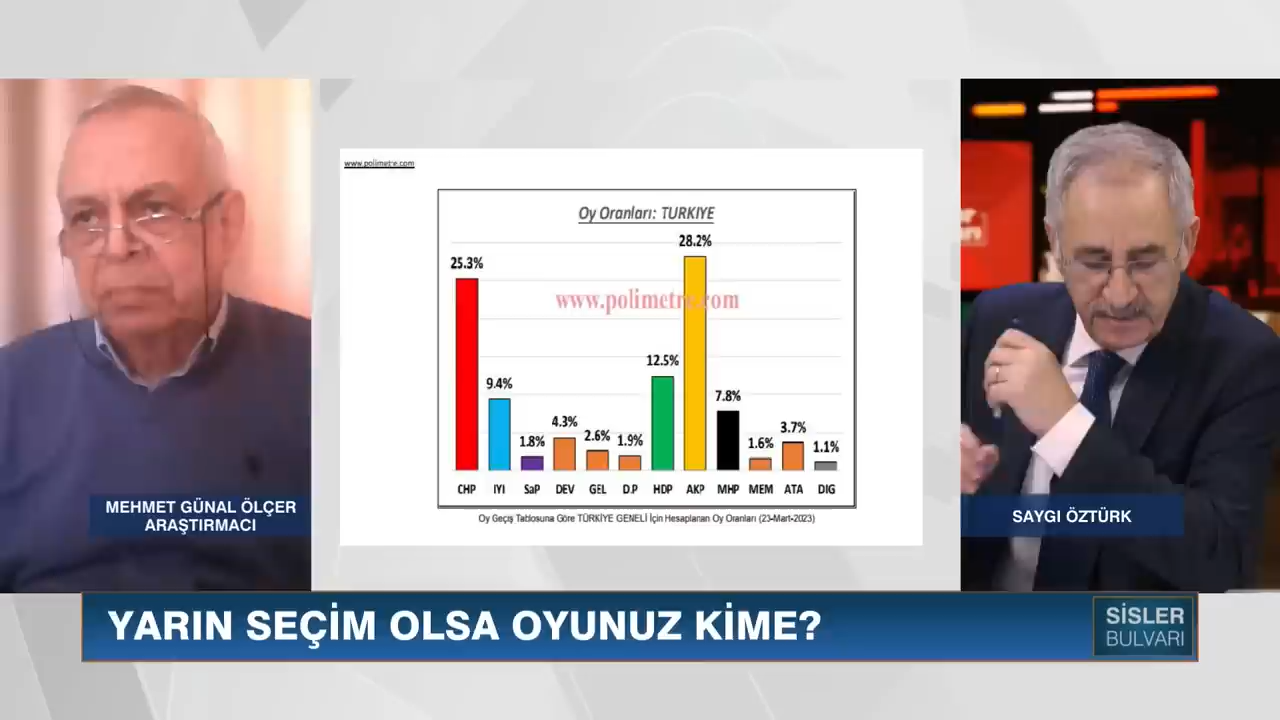 www.polimetre.com
Oy Oranları: TURKIYE
www.polimetre.com
25.3%
9.4%
1.8%
4.3%
2.6%
1.9%
12.5%
28.2%
7.8%
1.6%
3.7%
1.1%
CHP IYI SaP DEV GEL D.P HDP AKP MHP MEM ATA DIG
Oy Geçiş Tablosuna Göre TÜRKİYE GENELİ İçin Hesaplanan Oy Oranları (23-Mart-2023)
MEHMET GÜNAL ÖLÇER
ARAŞTIRMACI
SAYGI ÖZTÜRK
YARIN SEÇİM OLSA OYUNUZ KİME?
SİSLER
BULVARI